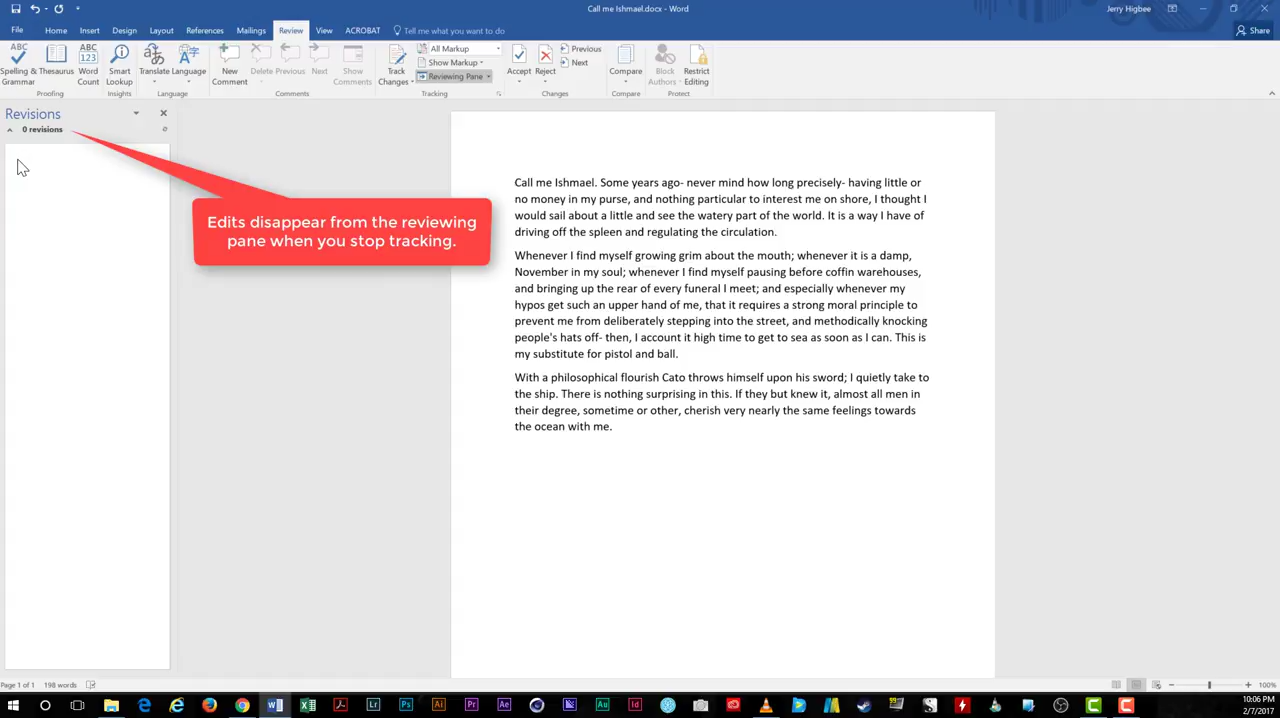 Call me Ishmael.docx - Word
Jerry Higbee
File Home Insert Design Layout References Mailings Review View ACROBAT Tell me what you want to do
Share
Spelling & Grammar
Thesaurus
Word Count
Smart Lookup
Translate
Language
New Comment
Delete
Previous
Next
Show Comments
Track Changes
All Markup
Show Markup
Reviewing Pane
Accept
Reject
Previous
Next
Compare
Block Authors
Restrict Editing
Proofing
Insights
Language
Comments
Tracking
Changes
Compare
Protect
Revisions
0 revisions
Edits disappear from the reviewing
pane when you stop tracking.
Call me Ishmael. Some years ago- never mind how long precisely- having little or
no money in my purse, and nothing particular to interest me on shore, I thought I
would sail about a little and see the watery part of the world. It is a way I have of
driving off the spleen and regulating the circulation.
Whenever I find myself growing grim about the mouth; whenever it is a damp,
November in my soul; whenever I find myself pausing before coffin warehouses,
and bringing up the rear of every funeral I meet; and especially whenever my
hypos get such an upper hand of me, that it requires a strong moral principle to
prevent me from deliberately stepping into the street, and methodically knocking
people's hats off- then, I account it high time to get to sea as soon as I can. This is
my substitute for pistol and ball.
With a philosophical flourish Cato throws himself upon his sword; I quietly take to
the ship. There is nothing surprising in this. If they but knew it, almost all men in
their degree, sometime or other, cherish very nearly the same feelings towards
the ocean with me.
Page 1 of 1 198 words
100%
10:06 PM
2/7/2017